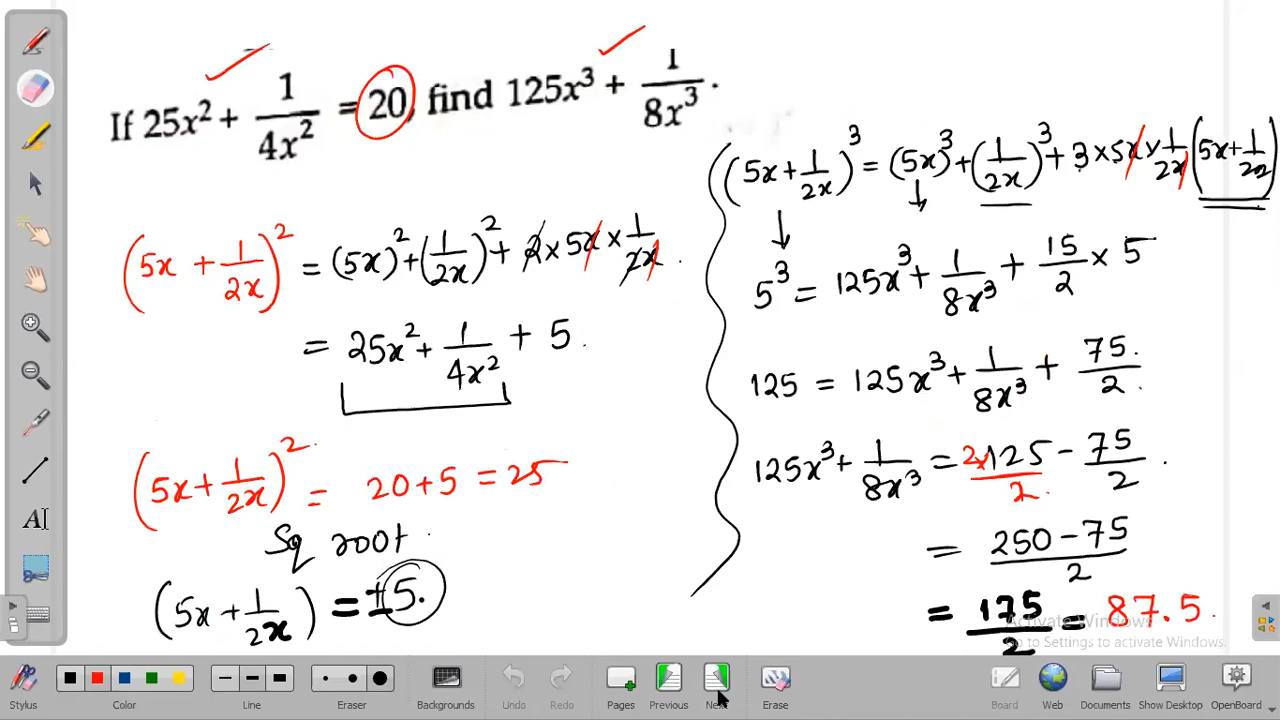 If 25x² + 1/4x² = 20, find 125x³ + 1/8x³.
(5x + 1/2x)² = (5x)² + (1/2x)² + 2 × 5x × 1/2x
= 25x² + 1/4x² + 5
(5x + 1/2x)² = 20 + 5 = 25
Sq root
(5x + 1/2x) = ±5.
(5x + 1/2x)³ = (5x)³ + (1/2x)³ + 3 × 5x × 1/2x (5x + 1/2x)
5³ = 125x³ + 1/8x³ + 15/2 × 5
125 = 125x³ + 1/8x³ + 75/2
125x³ + 1/8x³ = 2×125/2 - 75/2
= 250 - 75/2
= 175/2 = 87.5
Activate Windows
Go to Settings to activate Windows.
Color
Line
Eraser
Backgrounds
Undo
Redo
Pages
Previous
Next
Erase
Board
Web
Documents
Show Desktop
OpenBoard